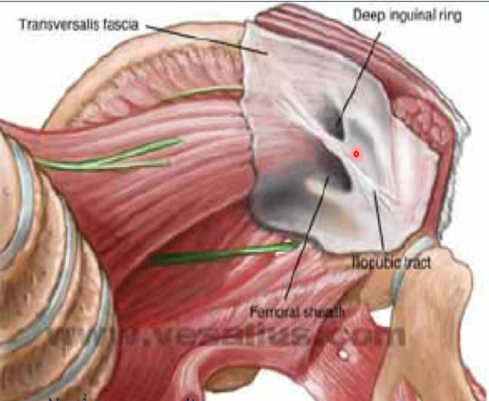 Deep inguinal ring
Transversalis fascia
Iliopubic tract
Femoral sheath
www.vesalius.com